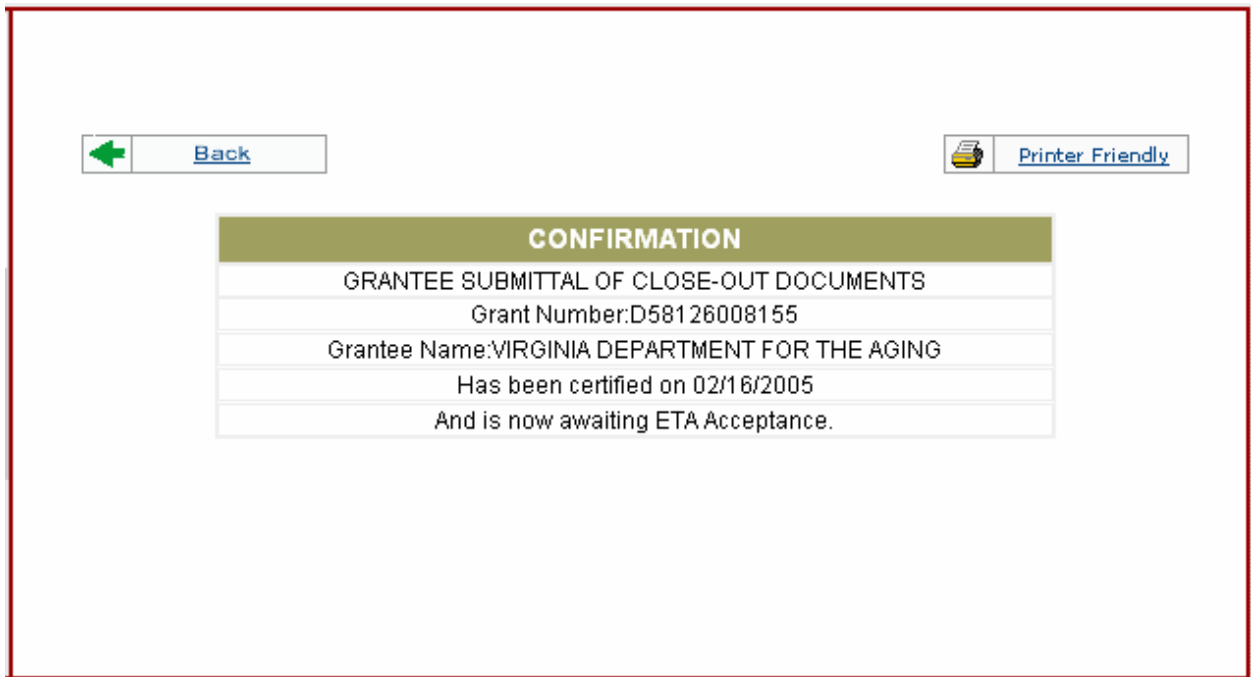 Back
Printer Friendly
CONFIRMATION
GRANTEE SUBMITTAL OF CLOSE-OUT DOCUMENTS
Grant Number:D58126008155
Grantee Name:VIRGINIA DEPARTMENT FOR THE AGING
Has been certified on 02/16/2005
And is now awaiting ETA Acceptance.